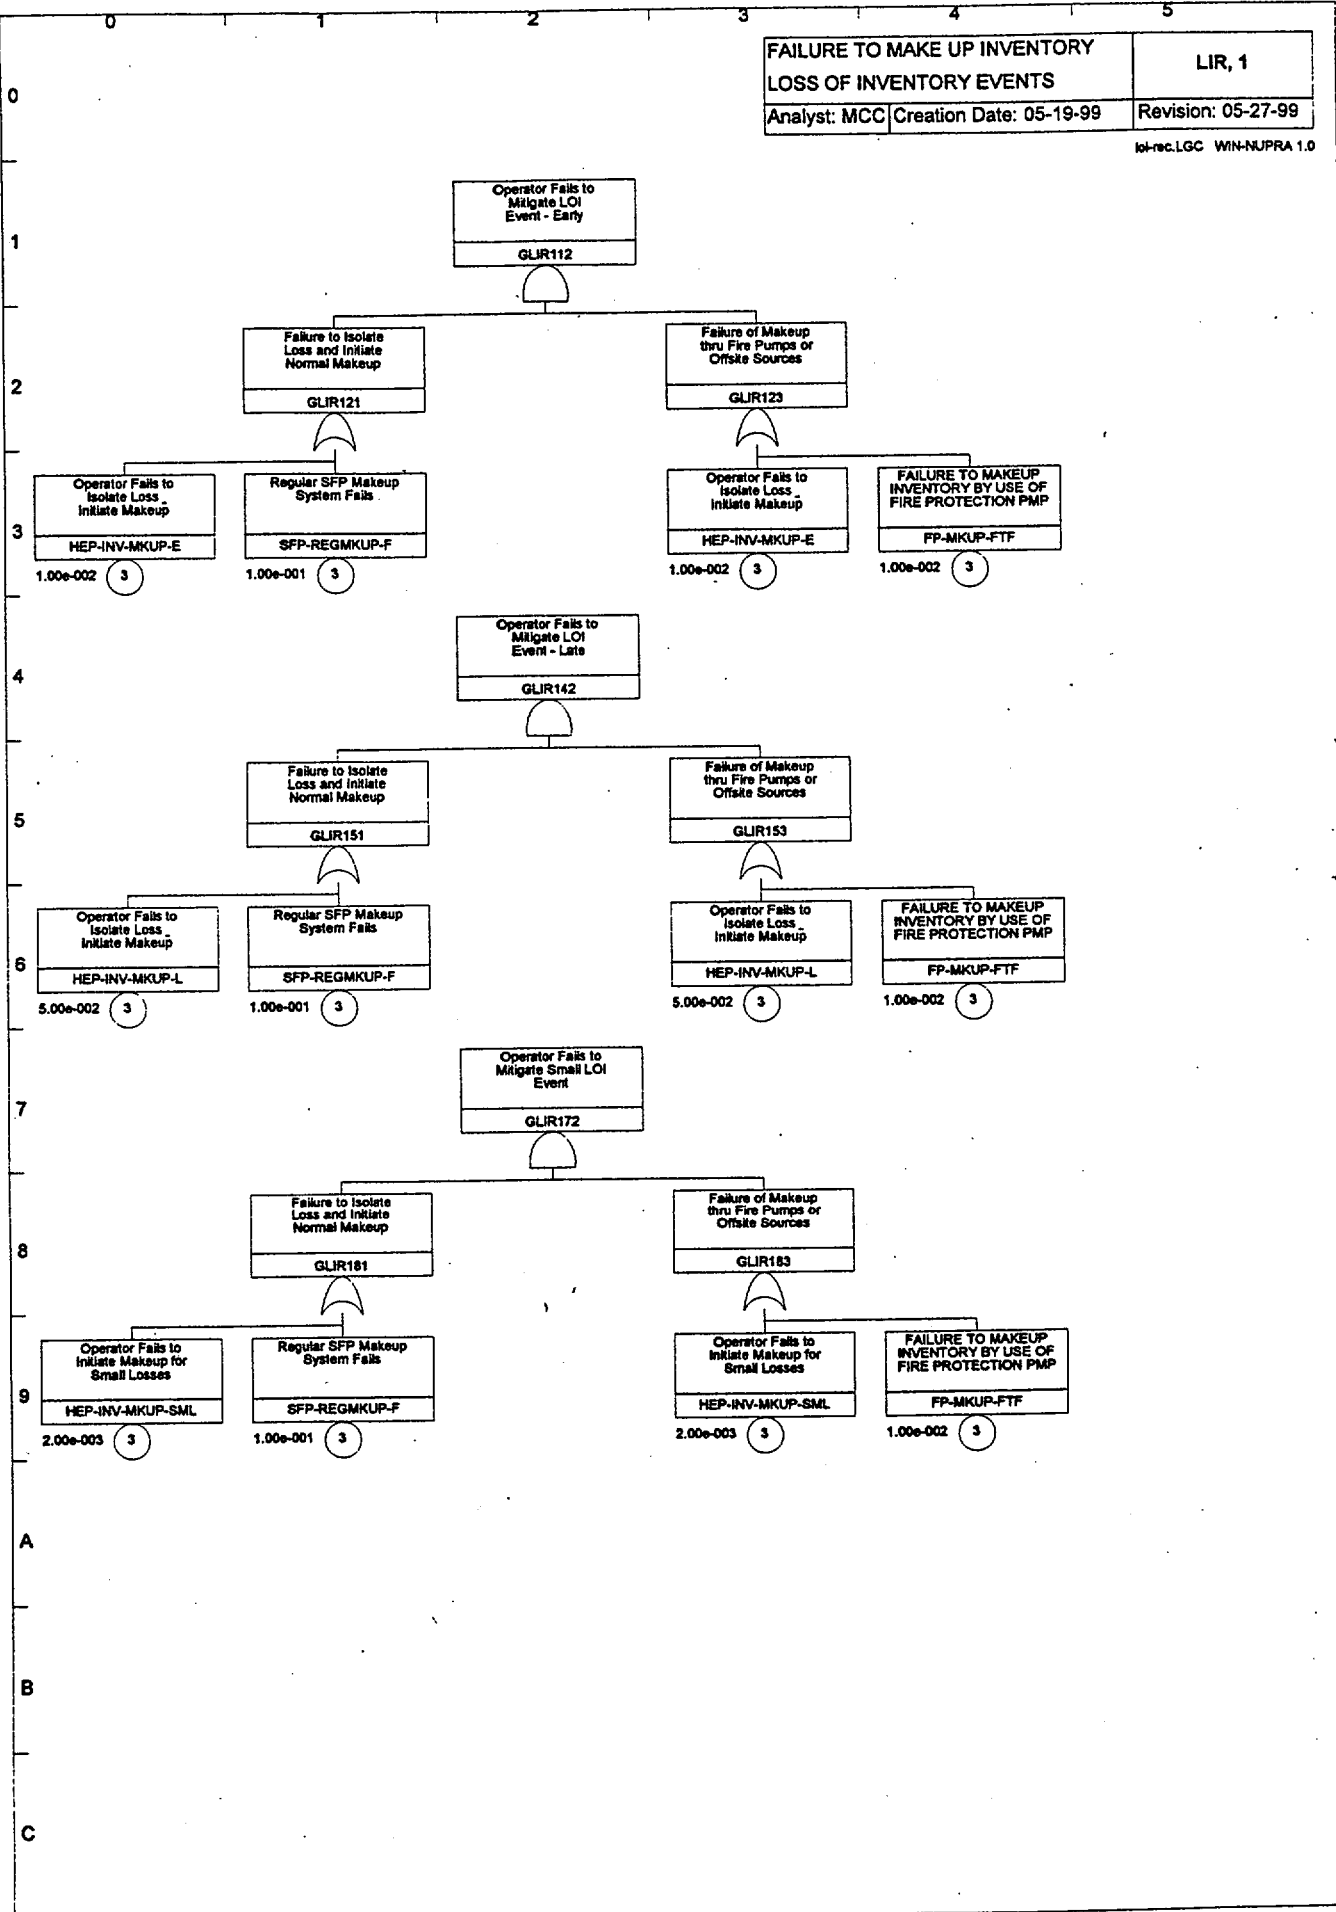 0 1 2 3 4 5
FAILURE TO MAKE UP INVENTORY
LOSS OF INVENTORY EVENTS
LIR, 1
Analyst: MCC Creation Date: 05-19-99 Revision: 05-27-99
loi-rec.LGC WIN-NUPRA 1.0
0
Operator Fails to
Mitigate LOI
Event - Early
GLIR112
1
Failure to Isolate
Loss and Initiate
Normal Makeup
GLIR121
Failure of Makeup
thru Fire Pumps or
Offsite Sources
GLIR123
2
Operator Fails to
Isolate Loss _
Initiate Makeup
HEP-INV-MKUP-E
1.00e-002 3
Regular SFP Makeup
System Fails
SFP-REGMKUP-F
1.00e-001 3
Operator Fails to
Isolate Loss _
Initiate Makeup
HEP-INV-MKUP-E
1.00e-002 3
FAILURE TO MAKEUP
INVENTORY BY USE OF
FIRE PROTECTION PMP
FP-MKUP-FTF
1.00e-002 3
3
Operator Fails to
Mitigate LOI
Event - Late
GLIR142
4
Failure to Isolate
Loss and Initiate
Normal Makeup
GLIR151
Failure of Makeup
thru Fire Pumps or
Offsite Sources
GLIR153
5
Operator Fails to
Isolate Loss _
Initiate Makeup
HEP-INV-MKUP-L
5.00e-002 3
Regular SFP Makeup
System Fails
SFP-REGMKUP-F
1.00e-001 3
Operator Fails to
Isolate Loss _
Initiate Makeup
HEP-INV-MKUP-L
5.00e-002 3
FAILURE TO MAKEUP
INVENTORY BY USE OF
FIRE PROTECTION PMP
FP-MKUP-FTF
1.00e-002 3
6
Operator Fails to
Mitigate Small LOI
Event
GLIR172
7
Failure to Isolate
Loss and Initiate
Normal Makeup
GLIR181
Failure of Makeup
thru Fire Pumps or
Offsite Sources
GLIR183
8
Operator Fails to
Initiate Makeup for
Small Losses
HEP-INV-MKUP-SML
2.00e-003 3
Regular SFP Makeup
System Fails
SFP-REGMKUP-F
1.00e-001 3
Operator Fails to
Initiate Makeup for
Small Losses
HEP-INV-MKUP-SML
2.00e-003 3
FAILURE TO MAKEUP
INVENTORY BY USE OF
FIRE PROTECTION PMP
FP-MKUP-FTF
1.00e-002 3
9
A
B
C